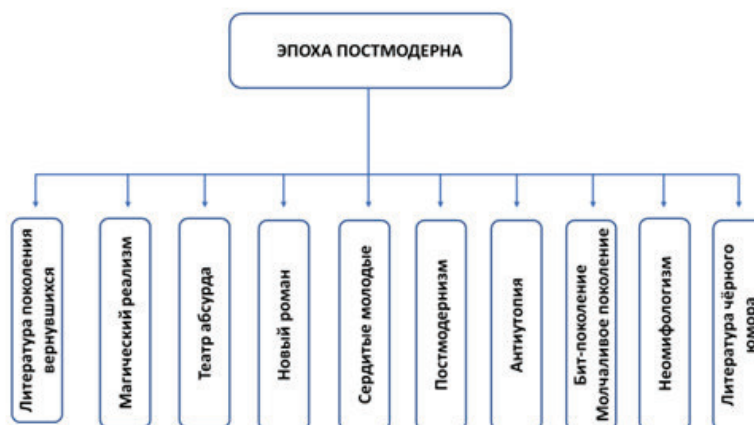 ЭПОХА ПОСТМОДЕРНА
Литература поколения
вернувшихся
Магический реализм
Театр абсурда
Новый роман
Сердитые молодые
Постмодернизм
Антиутопия
Бит-поколение
Молчаливое поколение
Неомифологизм
Литература чёрного
юмора